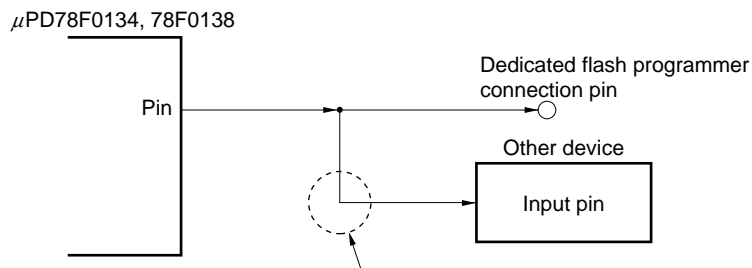 μPD78F0134, 78F0138
Dedicated flash programmer
connection pin
Pin
Other device
Input pin